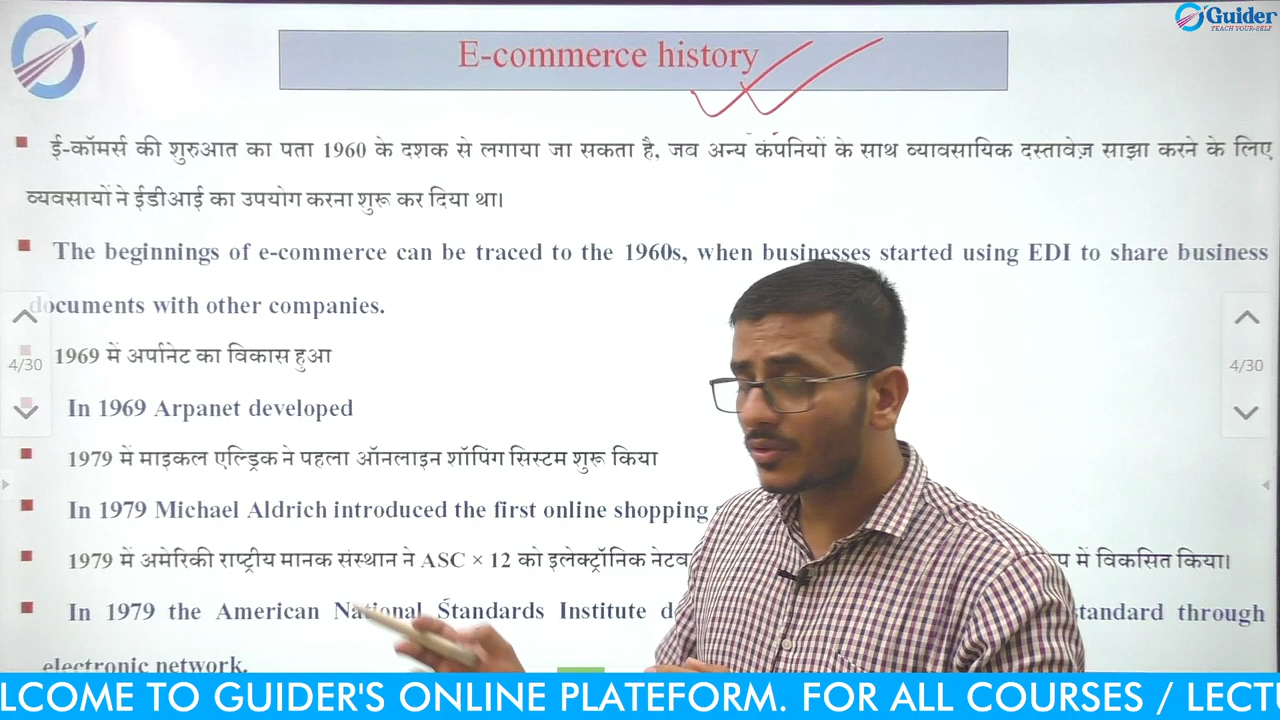 Guider
TEACH YOUR-SELF
E-commerce history
ई-कॉमर्स की शुरुआत का पता 1960 के दशक से लगाया जा सकता है, जब अन्य कंपनियों के साथ व्यावसायिक दस्तावेज़ साझा करने के लिए
व्यवसायों ने ईडीआई का उपयोग करना शुरू कर दिया था।
The beginnings of e-commerce can be traced to the 1960s, when businesses started using EDI to share business
documents with other companies.
1969 में अर्पानेट का विकास हुआ
In 1969 Arpanet developed
4/30
4/30
1979 में माइकल एल्ड्रिक ने पहला ऑनलाइन शॉपिंग सिस्टम शुरू किया
In 1979 Michael Aldrich introduced the first online shopping
1979 में अमेरिकी राष्ट्रीय मानक संस्थान ने ASC × 12 को इलेक्ट्रॉनिक में विकसित किया।
In 1979 the American National Standards Institute standard through
electronic network.
LCOME TO GUIDER'S ONLINE PLATEFORM. FOR ALL COURSES / LECTU